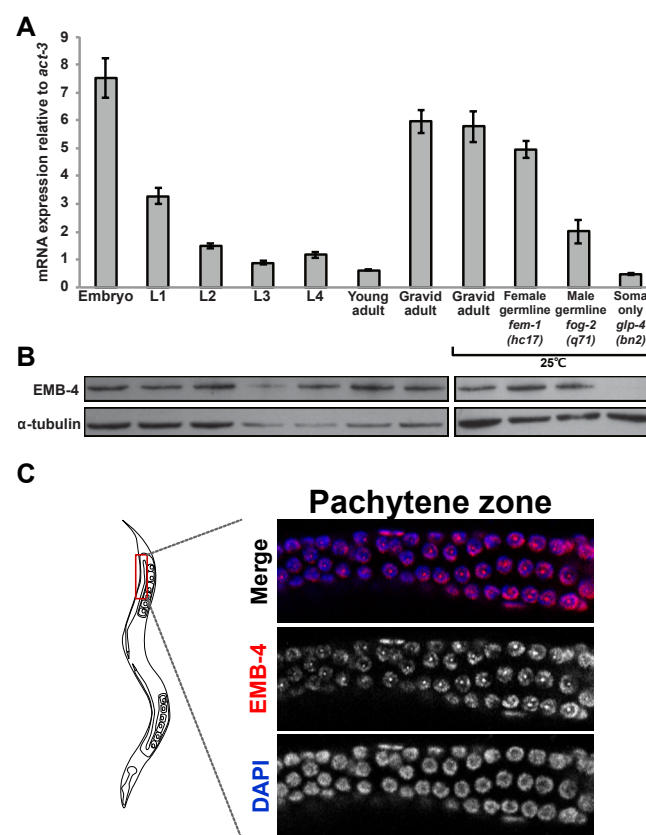 A
mRNA expression relative to act-3
9
8
7
6
5
4
3
2
1
0
Embryo
L1
L2
L3
L4
Young
adult
Gravid
adult
Gravid
adult
Female
germline
fem-1
(hc17)
Male
germline
fog-2
(q71)
Soma
only
glp-4
(bn2)
25℃
B
EMB-4
α-tubulin
C
Pachytene zone
Merge
EMB-4
DAPI